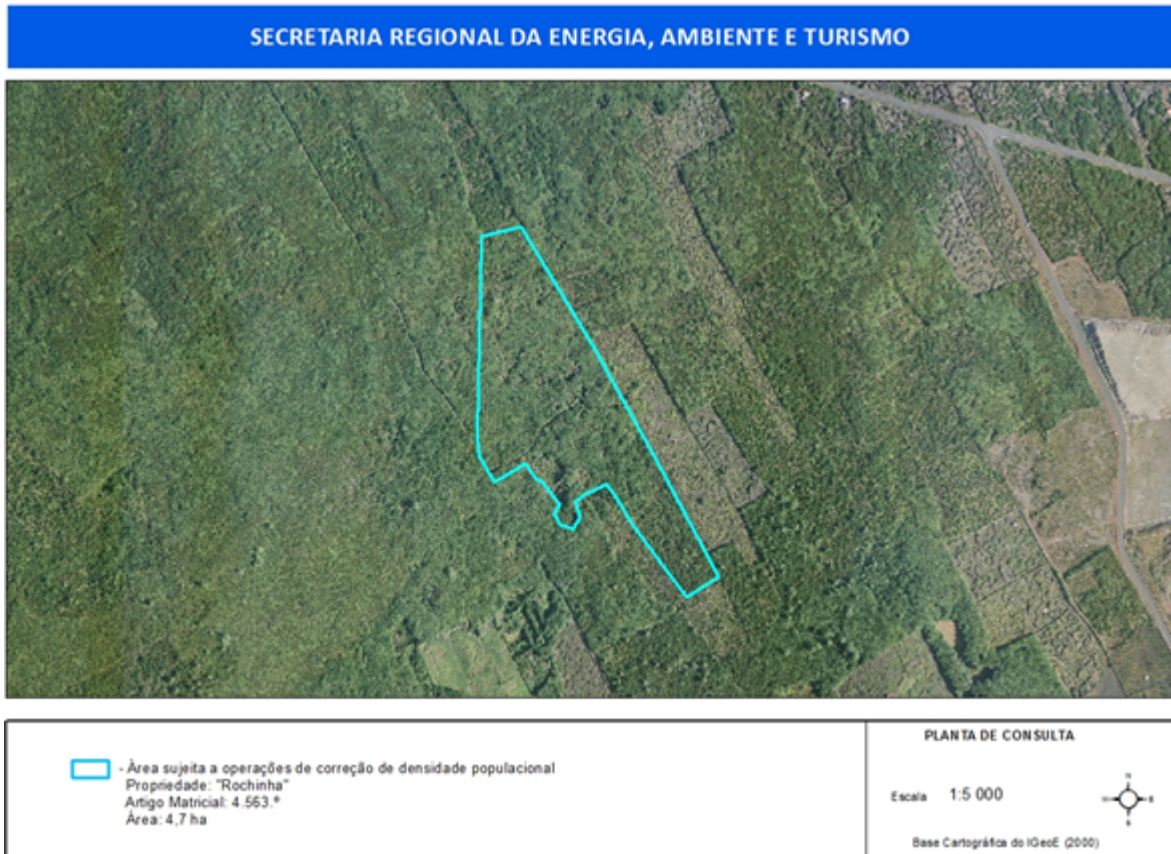 SECRETARIA REGIONAL DA ENERGIA, AMBIENTE E TURISMO
- Área sujeita a operações de correção de densidade populacional
Propriedade: "Rochinha"
Artigo Matricial: 4.563.º
Área: 4,7 ha
PLANTA DE CONSULTA
Escala 1:5 000
N
W E
S
Base Cartográfica do IGeoE (2000)